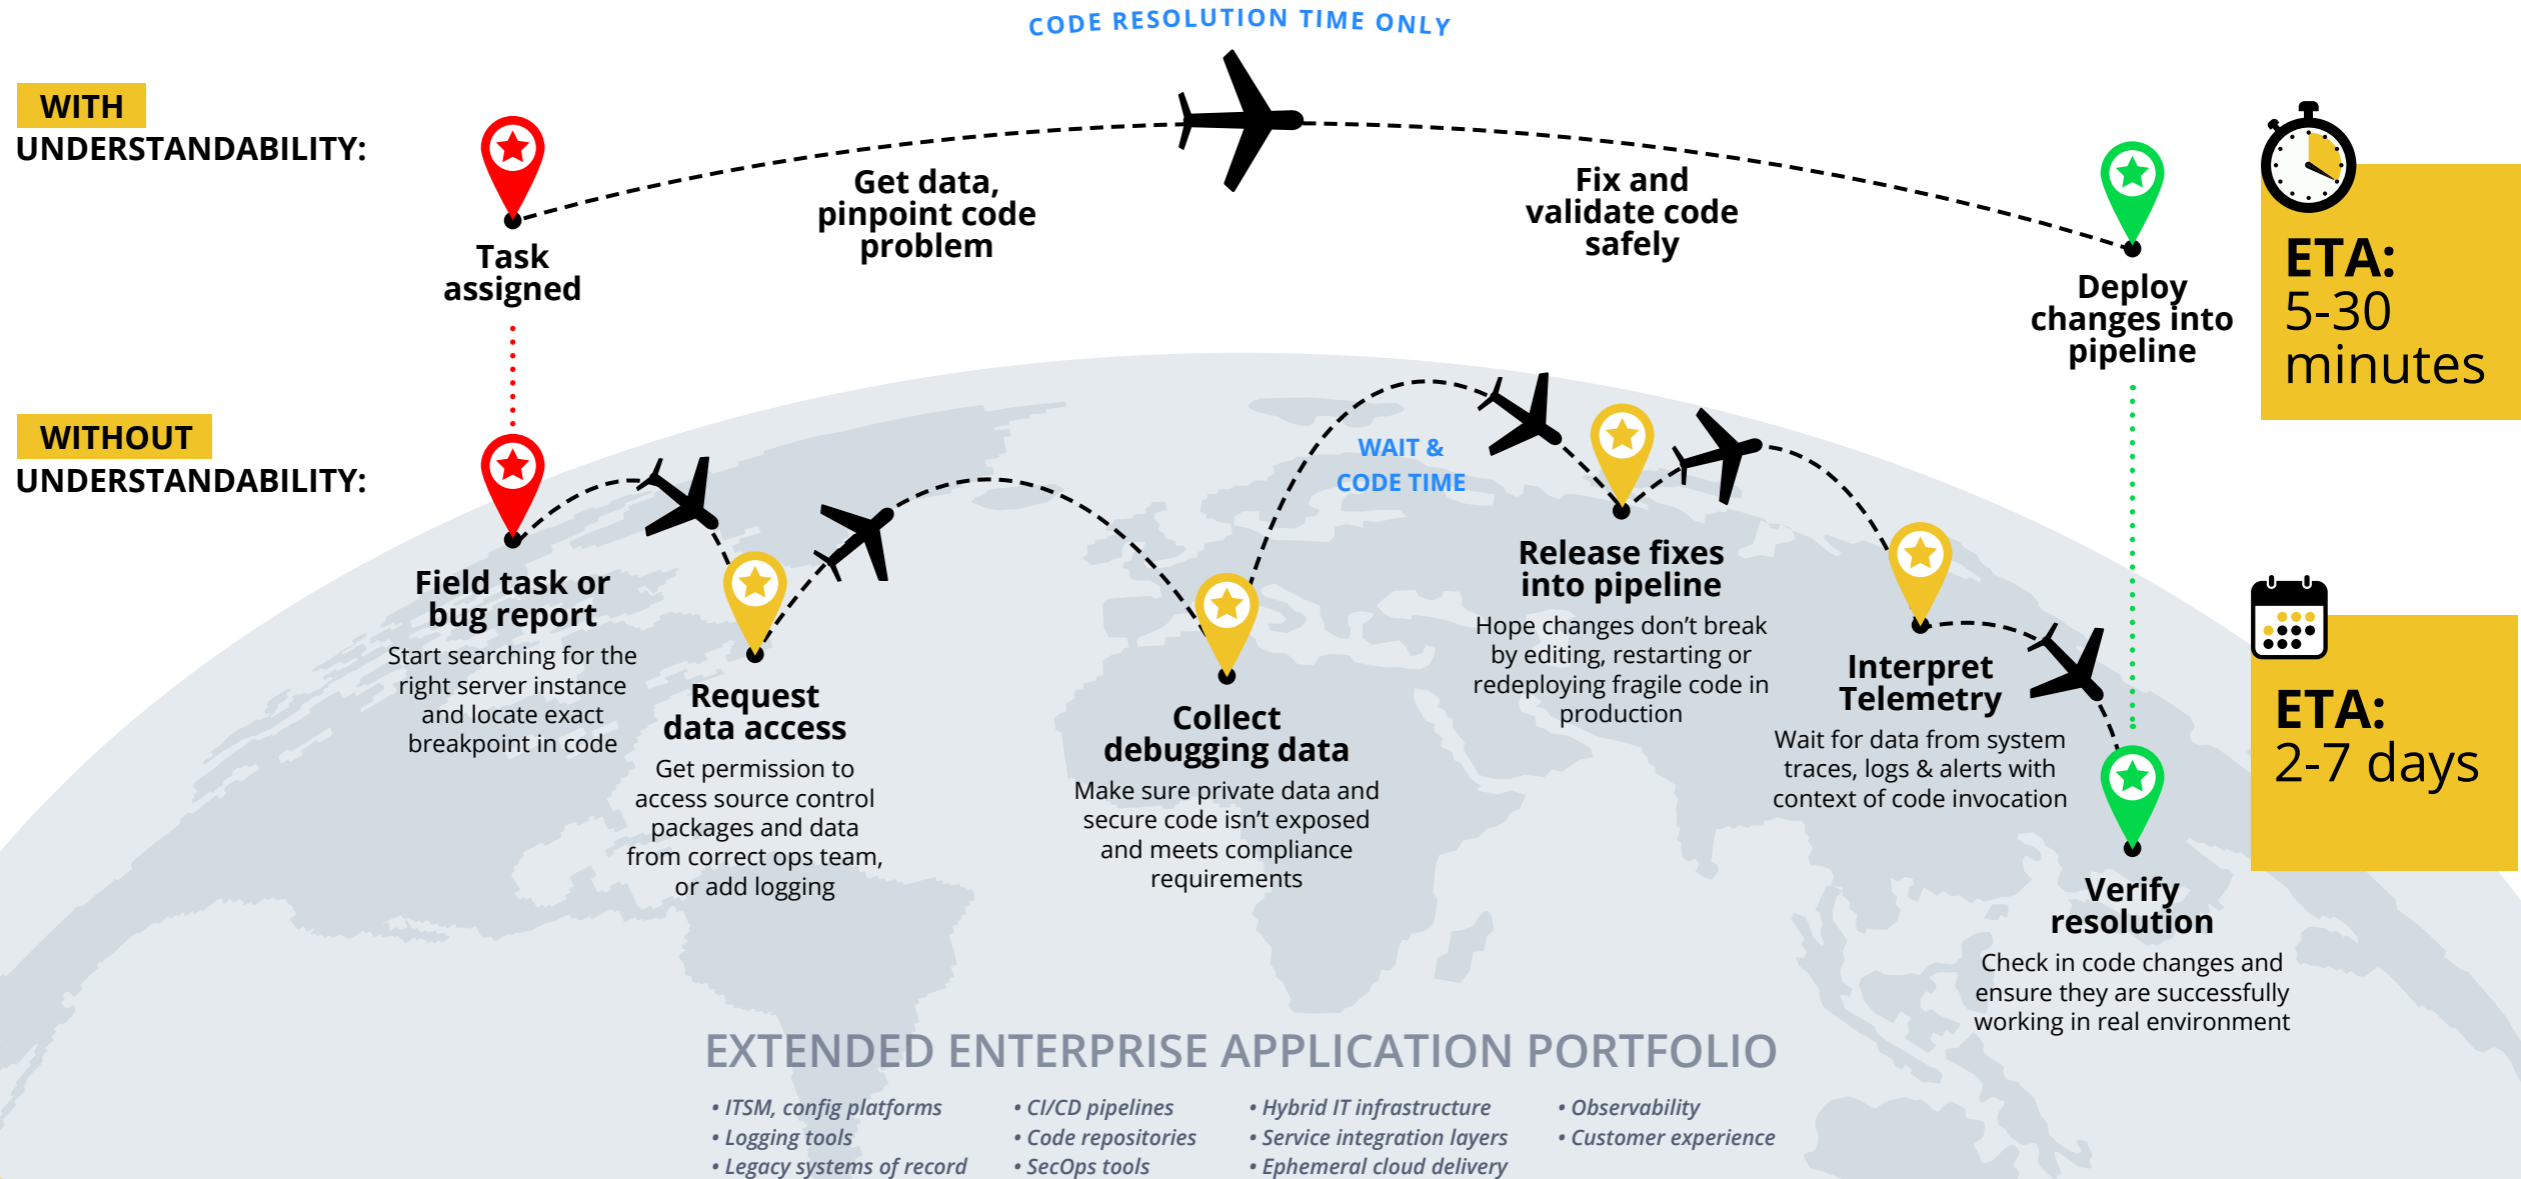 CODE RESOLUTION TIME ONLY
WITH
UNDERSTANDABILITY:
Task
assigned
Get data,
pinpoint code
problem
Fix and
validate code
safely
Deploy
changes into
pipeline
ETA:
5-30
minutes
WITHOUT
UNDERSTANDABILITY:
WAIT &
CODE TIME
Field task or
bug report
Start searching for the
right server instance
and locate exact
breakpoint in code
Request
data access
Get permission to
access source control
packages and data
from correct ops team,
or add logging
Collect
debugging data
Make sure private data and
secure code isn’t exposed
and meets compliance
requirements
Release fixes
into pipeline
Hope changes don’t break
by editing, restarting or
redeploying fragile code in
production
Interpret
Telemetry
Wait for data from system
traces, logs & alerts with
context of code invocation
Verify
resolution
Check in code changes and
ensure they are successfully
working in real environment
ETA:
2-7 days
EXTENDED ENTERPRISE APPLICATION PORTFOLIO
• ITSM, config platforms
• Logging tools
• Legacy systems of record
• CI/CD pipelines
• Code repositories
• SecOps tools
• Hybrid IT infrastructure
• Service integration layers
• Ephemeral cloud delivery
• Observability
• Customer experience